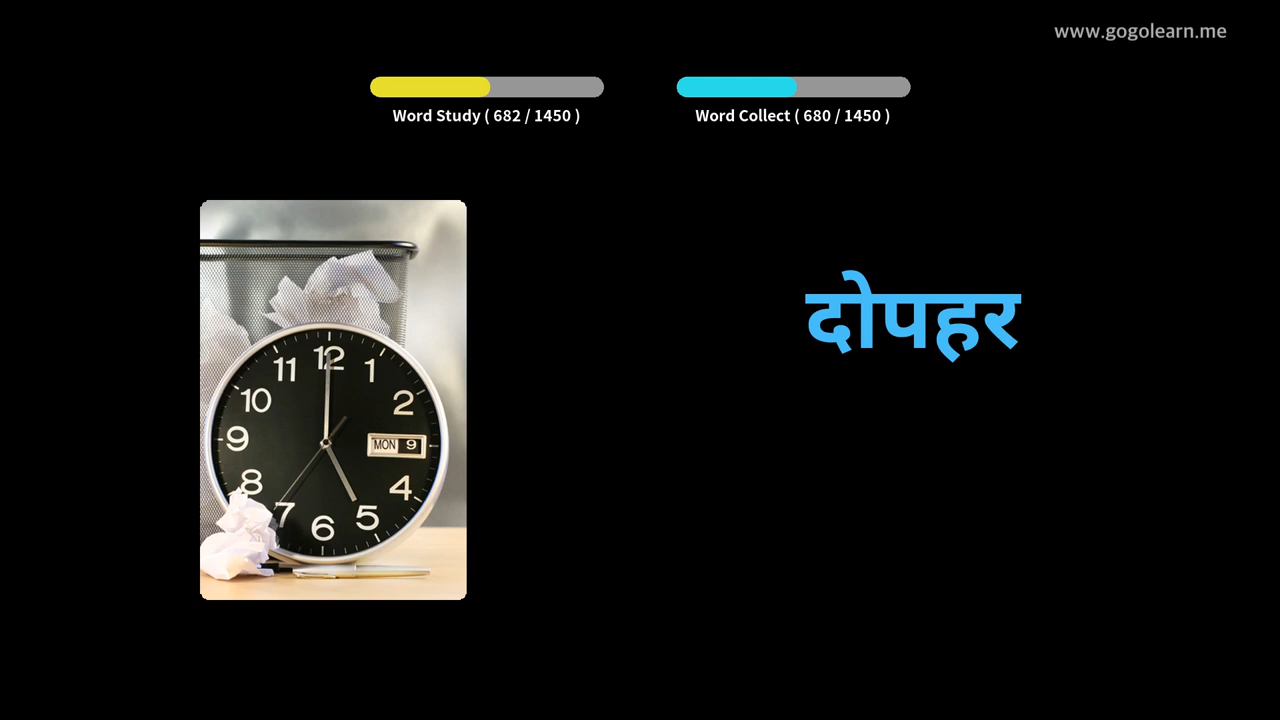 www.gogolearn.me
Word Study ( 682 / 1450 )
Word Collect ( 680 / 1450 )
दोपहर
12
11
1
10
2
9
MON 9
8
4
7
5
6